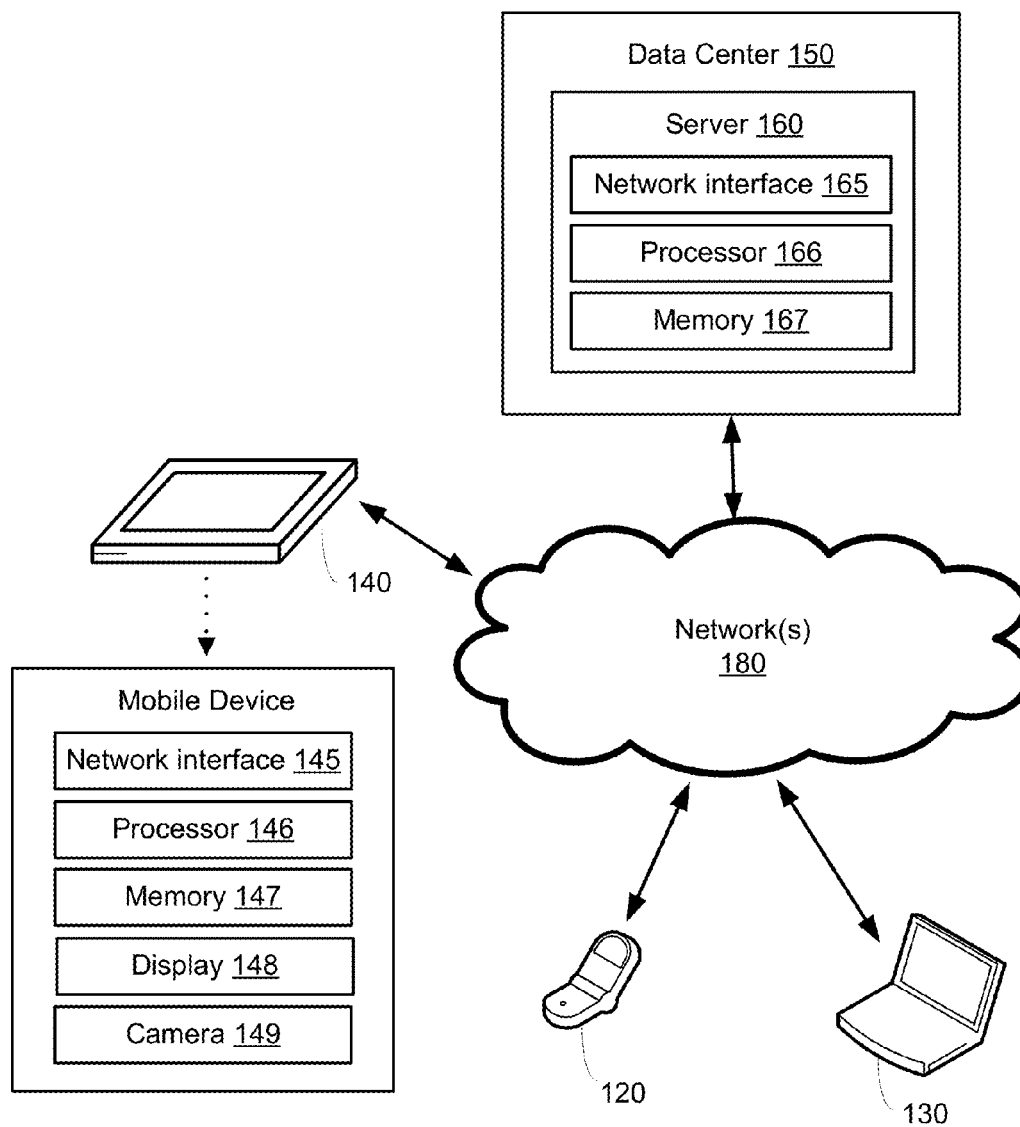 Data Center 150
Server 160
Network interface 165
Processor 166
Memory 167
140
Network(s)
180
Mobile Device
Network interface 145
Processor 146
Memory 147
Display 148
Camera 149
120
130